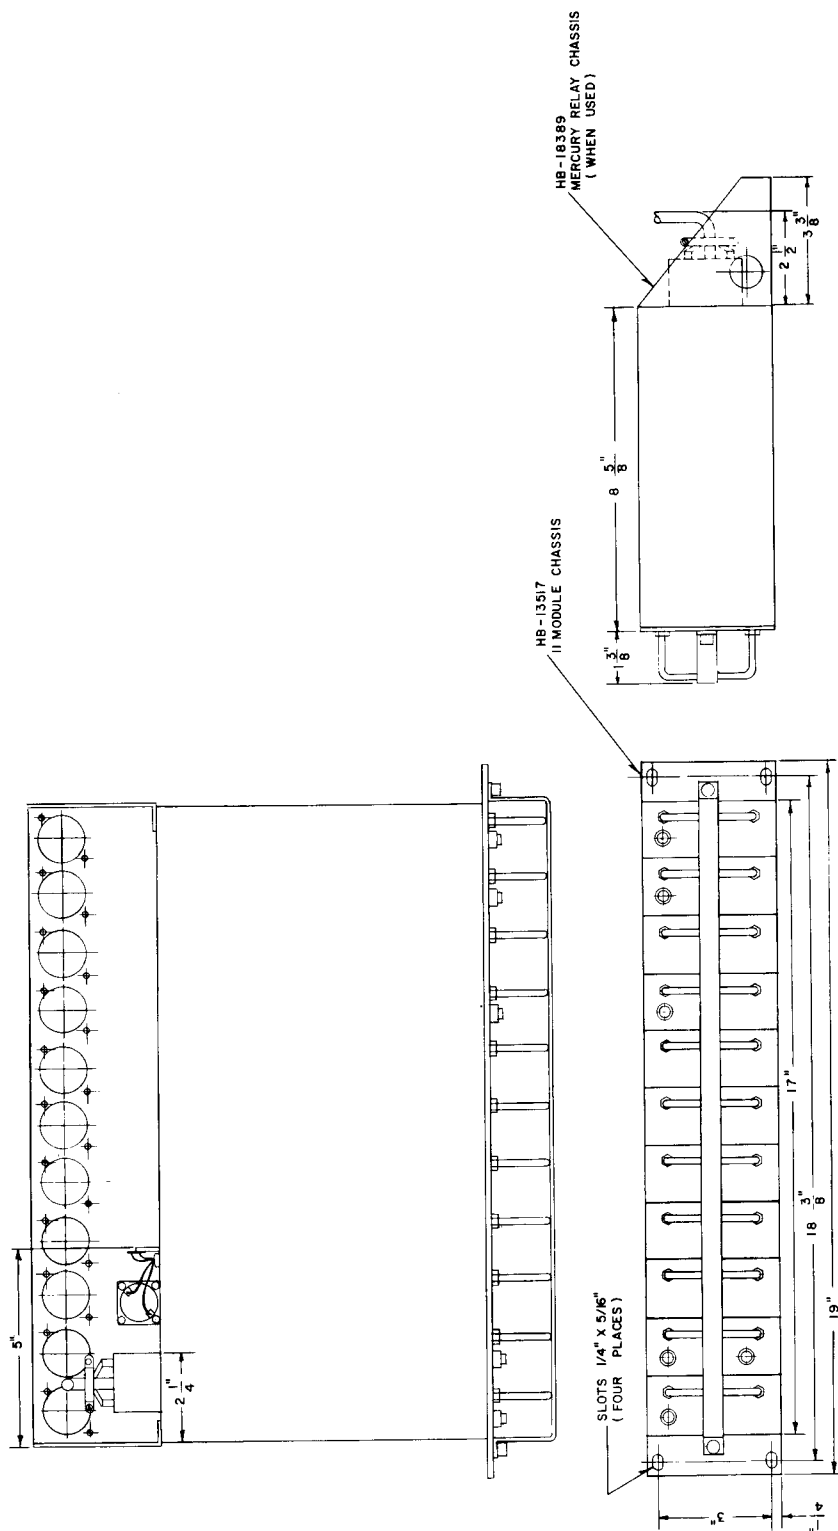 HB-18389
MERCURY RELAY CHASSIS
( WHEN USED )
3 3/8"
2 1/2"
8 5/8"
1 3/8"
HB-13517
11 MODULE CHASSIS
5"
2 1/4"
17"
18 3/8"
19"
SLOTS 1/4" X 5/16"
( FOUR PLACES )
3"
1/4"